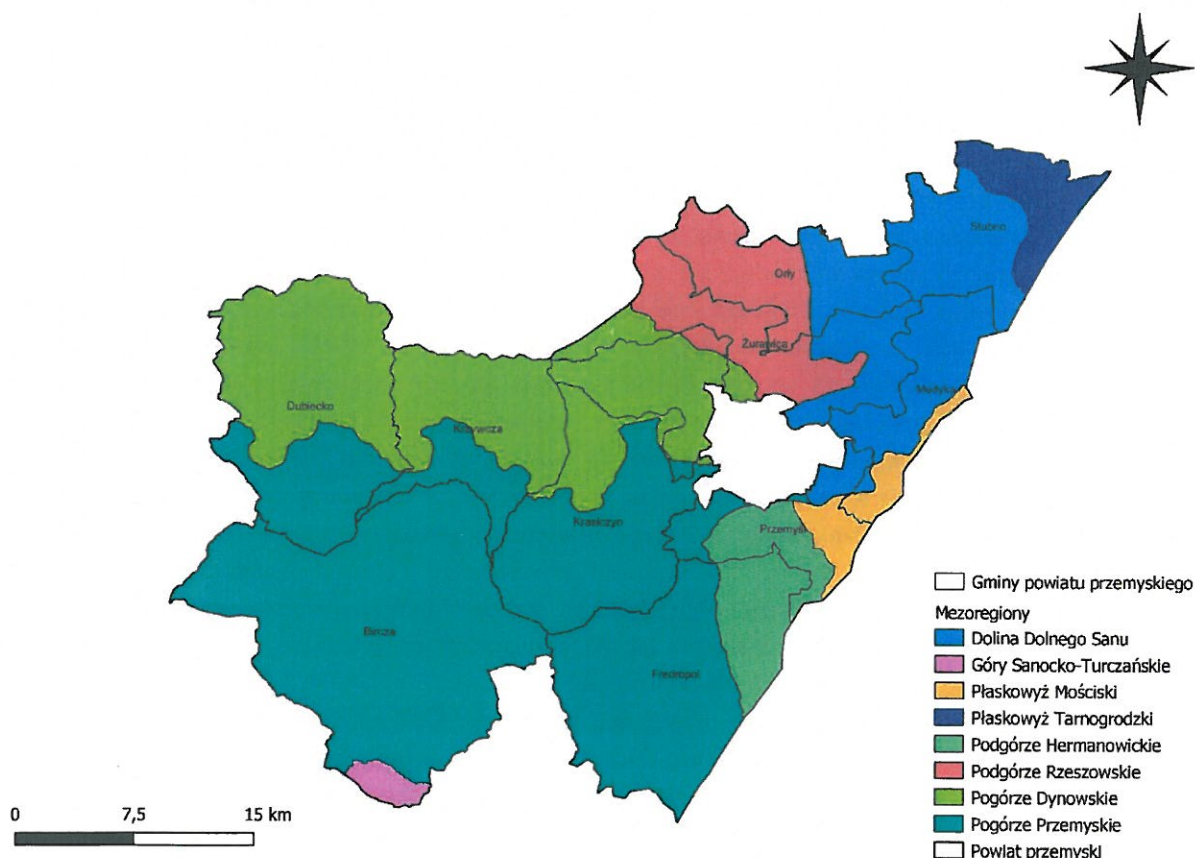 Stubno
Orły
Żurawica
Medyka
Dubiecko
Krzywcza
Krasiczyn
Przemyśl
Bircza
Fredropol
Gminy powiatu przemyskiego
Mezoregiony
Dolina Dolnego Sanu
Góry Sanocko-Turczańskie
Płaskowyż Mościski
Płaskowyż Tarnogrodzki
Podgórze Hermanowickie
Podgórze Rzeszowskie
Pogórze Dynowskie
Pogórze Przemyskie
Powiat przemyski
0 7,5 15 km